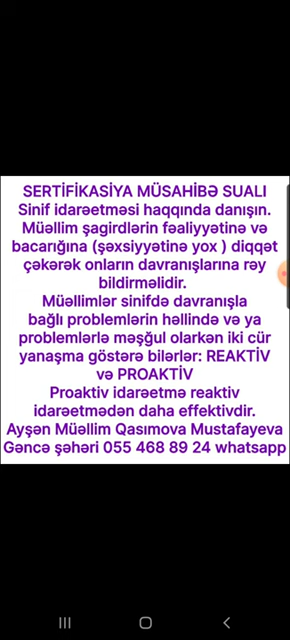 SERTİFİKASİYA MÜSAHİBƏ SUALI
Sinif idarəetməsi haqqında danışın.
Müəllim şagirdlərin fəaliyyətinə və
bacarığına (şəxsiyyətinə yox ) diqqət
çəkərək onların davranışlarına rəy
bildirməlidir.
Müəllimlər sinifdə davranışla
bağlı problemlərin həllində və ya
problemlərlə məşğul olarkən iki cür
yanaşma göstərə bilərlər: REAKTİV
və PROAKTİV
Proaktiv idarəetmə reaktiv
idarəetmədən daha effektivdir.
Ayşən Müəllim Qasımova Mustafayeva
Gəncə şəhəri 055 468 89 24 whatsapp